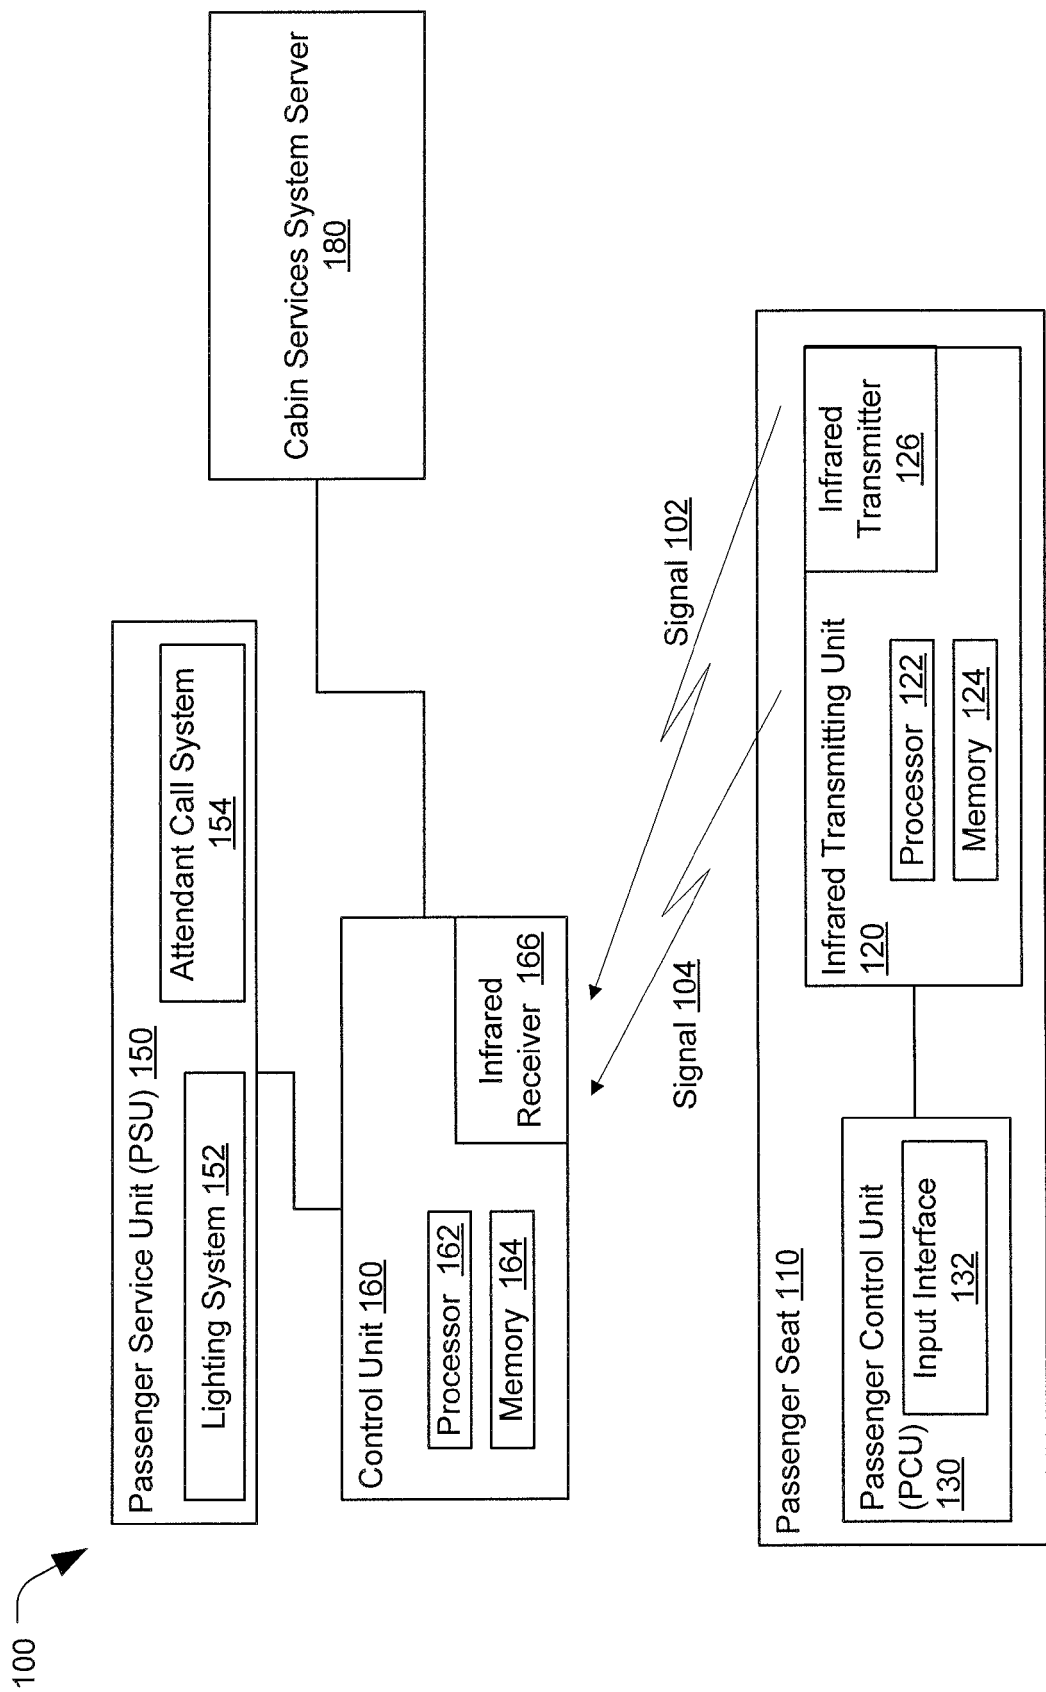 100
Passenger Service Unit (PSU) 150
Lighting System 152
Attendant Call System
154
Cabin Services System Server
180
Control Unit 160
Processor 162
Memory 164
Infrared
Receiver 166
Signal 102
Signal 104
Passenger Seat 110
Passenger Control Unit
(PCU)
130
Input Interface
132
Infrared Transmitting Unit
120
Processor 122
Memory 124
Infrared
Transmitter
126